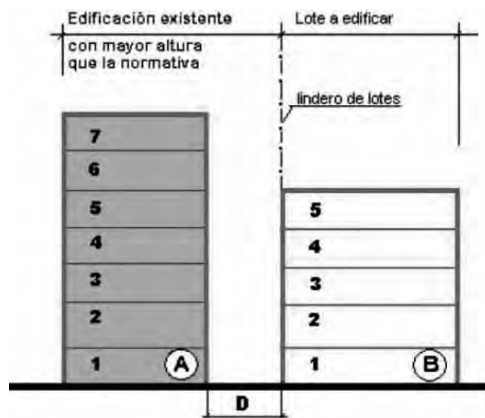 Edificación existente
Lote a edificar
con mayor altura
que la normativa
lindero de lotes
7
6
5
4
3
2
1
A
5
4
3
2
1
B
D